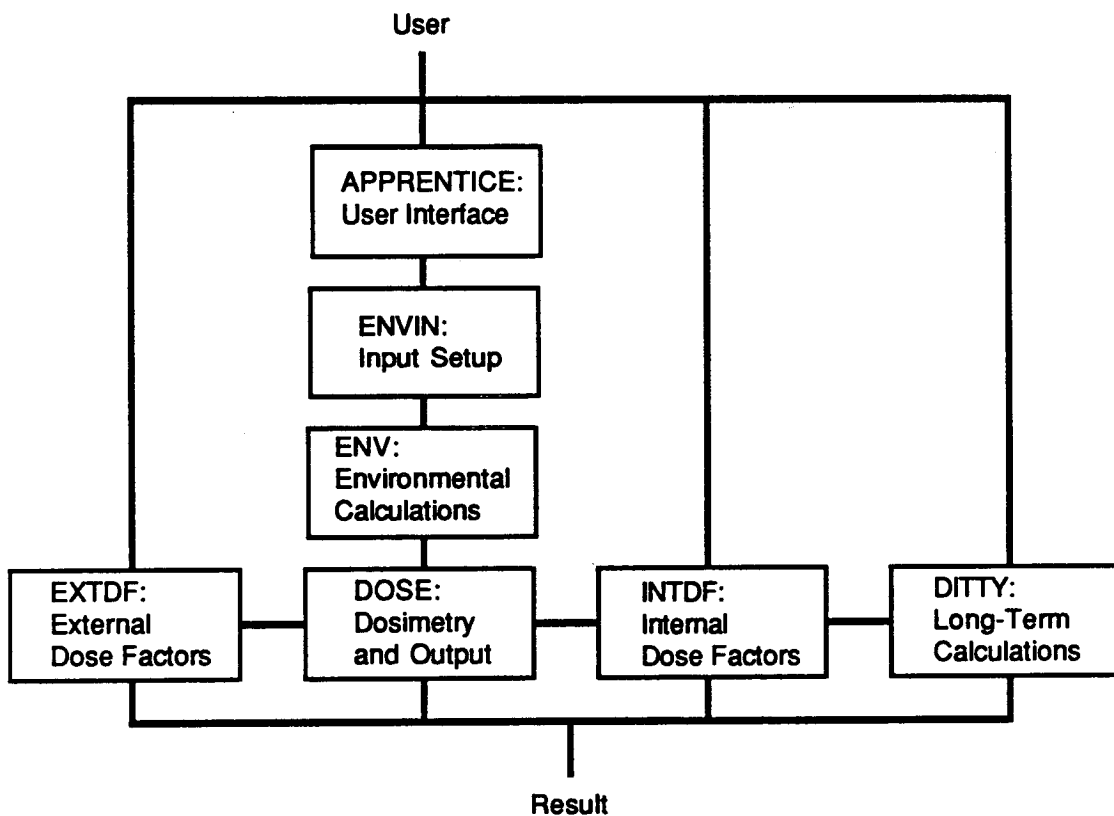 User
APPRENTICE:
User Interface
ENVIN:
Input Setup
ENV:
Environmental
Calculations
EXTDF:
External
Dose Factors
DOSE:
Dosimetry
and Output
INTDF:
Internal
Dose Factors
DITTY:
Long-Term
Calculations
Result